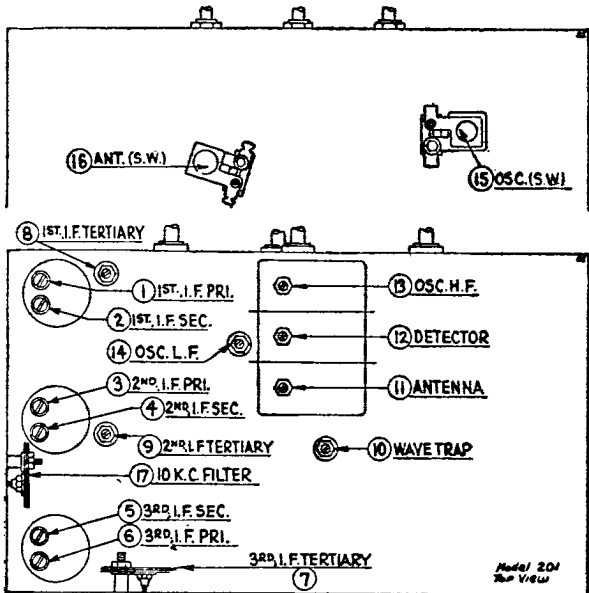 16 ANT. (S.W.)
15 OSC. (S.W.)
8 1ST. I.F. TERTIARY
1 1ST. I.F. PRI.
2 1ST. I.F. SEC.
13 OSC. H.F.
12 DETECTOR
14 OSC. L.F.
3 2ND. I.F. PRI.
11 ANTENNA
4 2ND. I.F. SEC.
9 2ND. I.F. TERTIARY
10 WAVE TRAP
17 10 K.C. FILTER
5 3RD. I.F. SEC.
6 3RD. I.F. PRI.
3RD. I.F. TERTIARY
7
Model 201
Top View